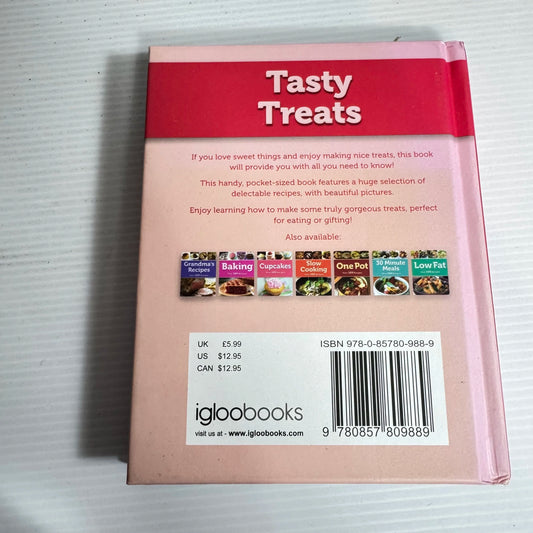 Tasty
Treats
If you love sweet things and enjoy making nice treats, this book
will provide you with all you need to know!
This handy, pocket-sized book features a huge selection of
delectable recipes, with beautiful pictures.
Enjoy learning how to make some truly gorgeous treats, perfect
for eating or gifting!
Also available:
Grandma's
Recipes
Baking
Cupcakes
Slow
Cooking
One Pot
30 Minute
Meals
Low Fat
UK £5.99
US $12.95
CAN $12.95
ISBN 978-0-85780-988-9
igloobooks
visit us at - www.igloobooks.com
9 780857 809889